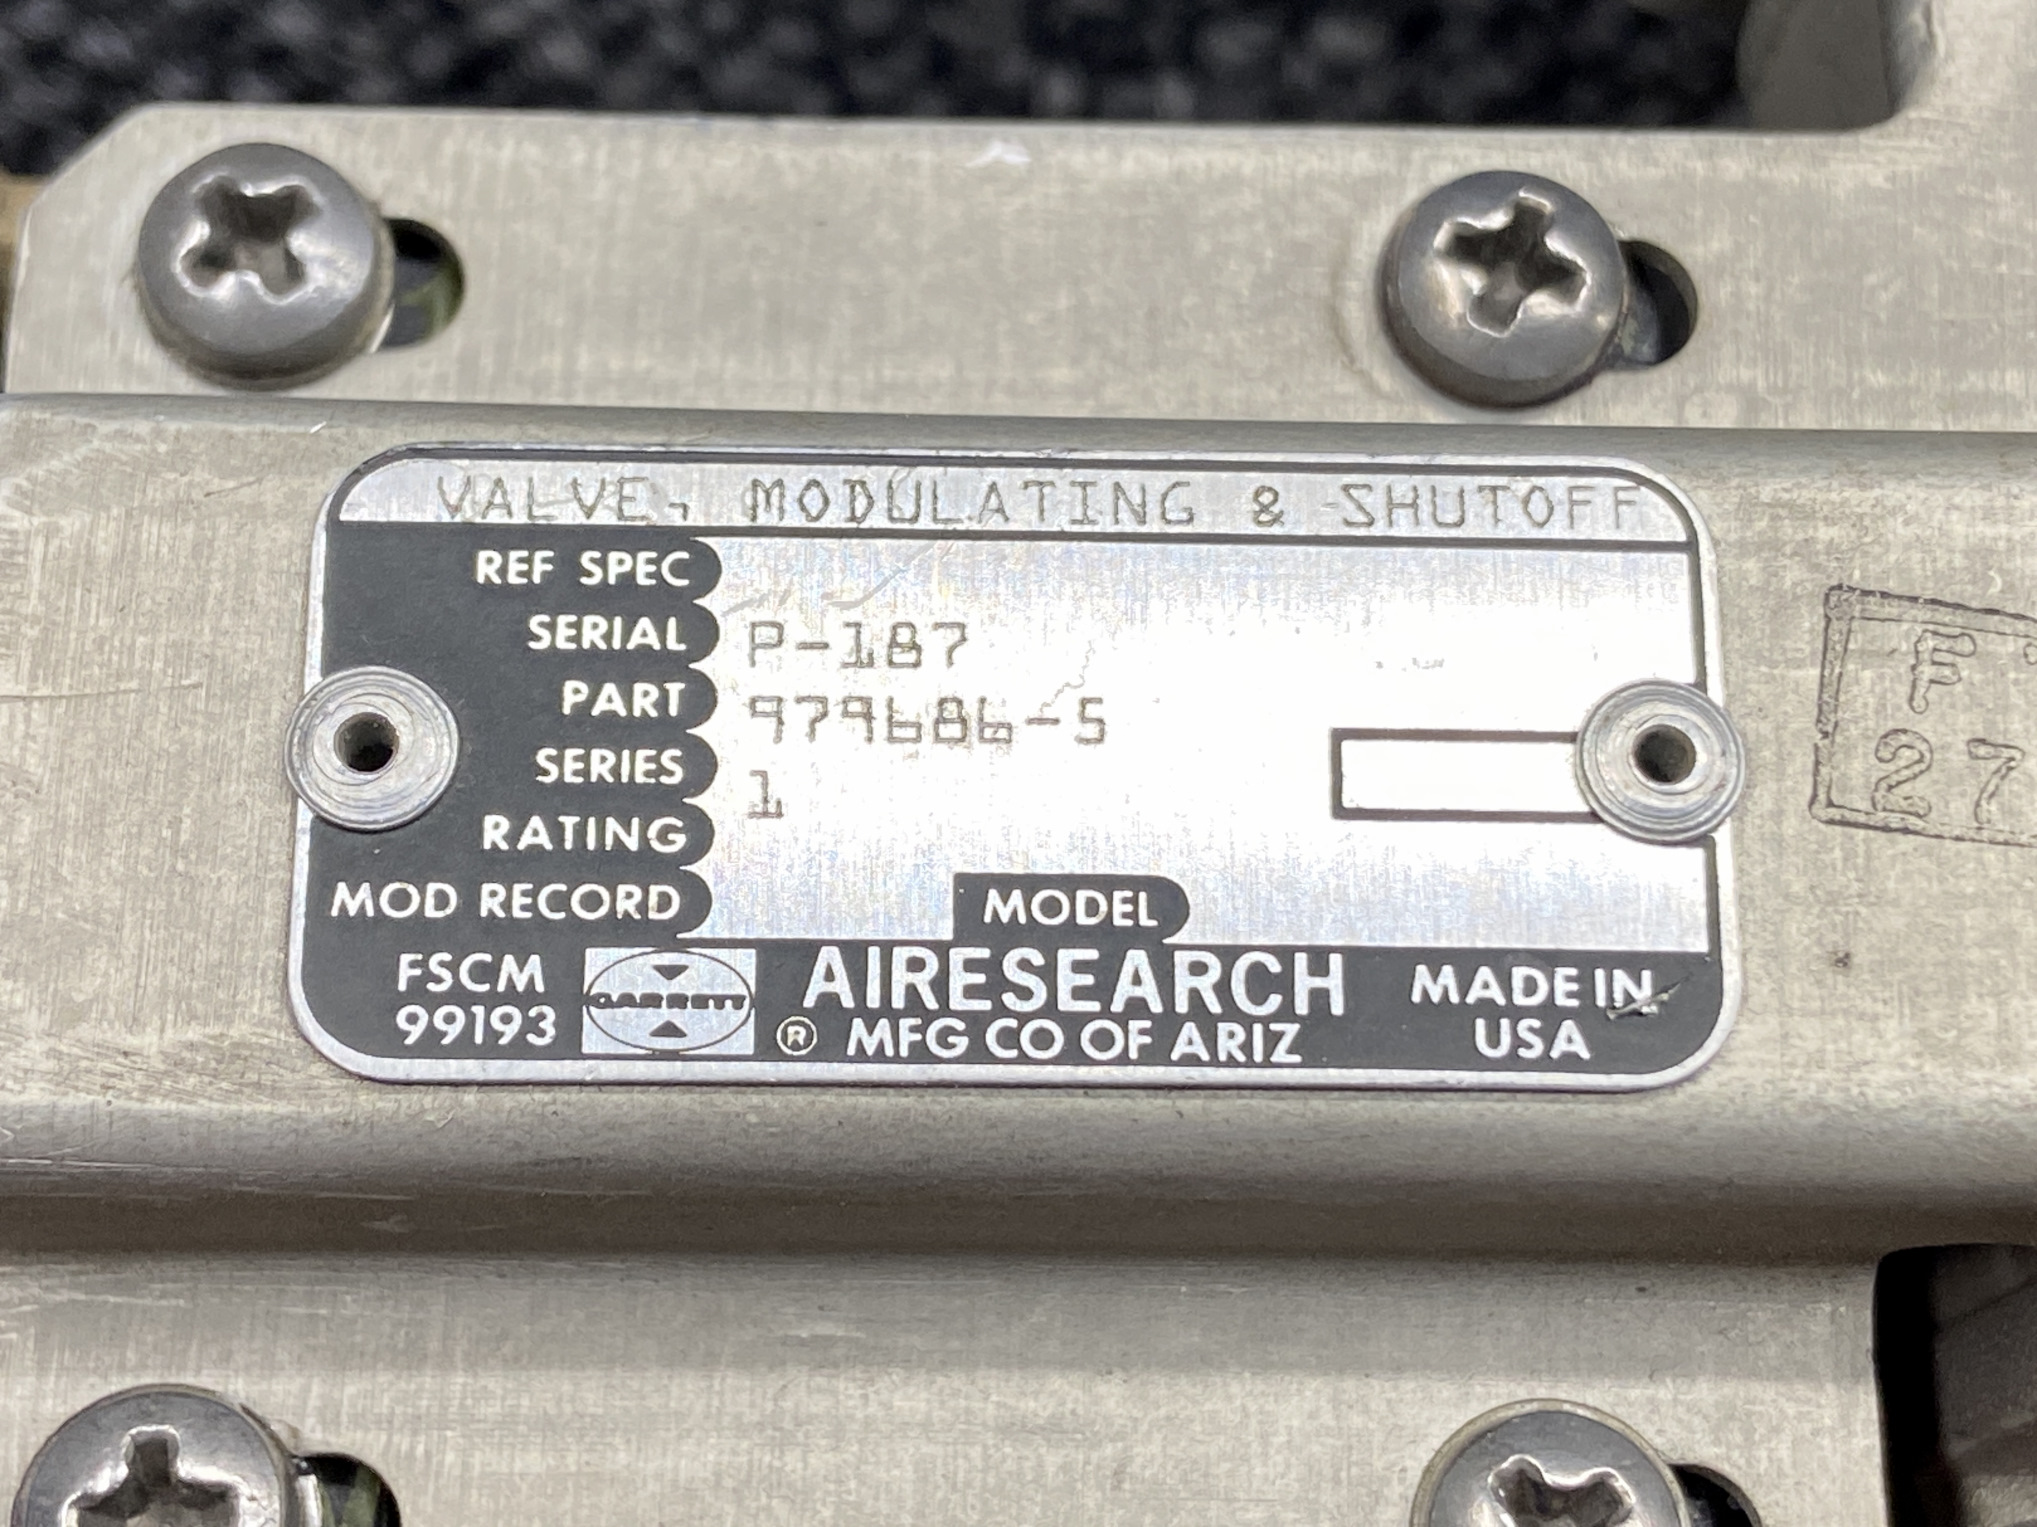 VALVE, MODULATING & SHUTOFF
REF SPEC
SERIAL P-187
PART 979686-5
SERIES 1
RATING
MOD RECORD MODEL
FSCM 99193
GARRETT
®
AIRESEARCH
MFG CO OF ARIZ
MADE IN
USA
F
27